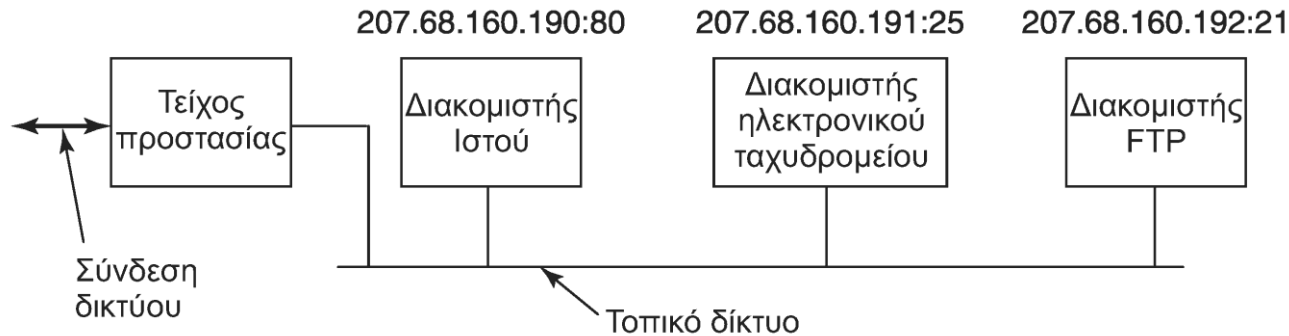 207.68.160.190:80
207.68.160.191:25
207.68.160.192:21
Τείχος
προστασίας
Διακομιστής
Ιστού
Διακομιστής
ηλεκτρονικού
ταχυδρομείου
Διακομιστής
FTP
Σύνδεση
δικτύου
Τοπικό δίκτυο